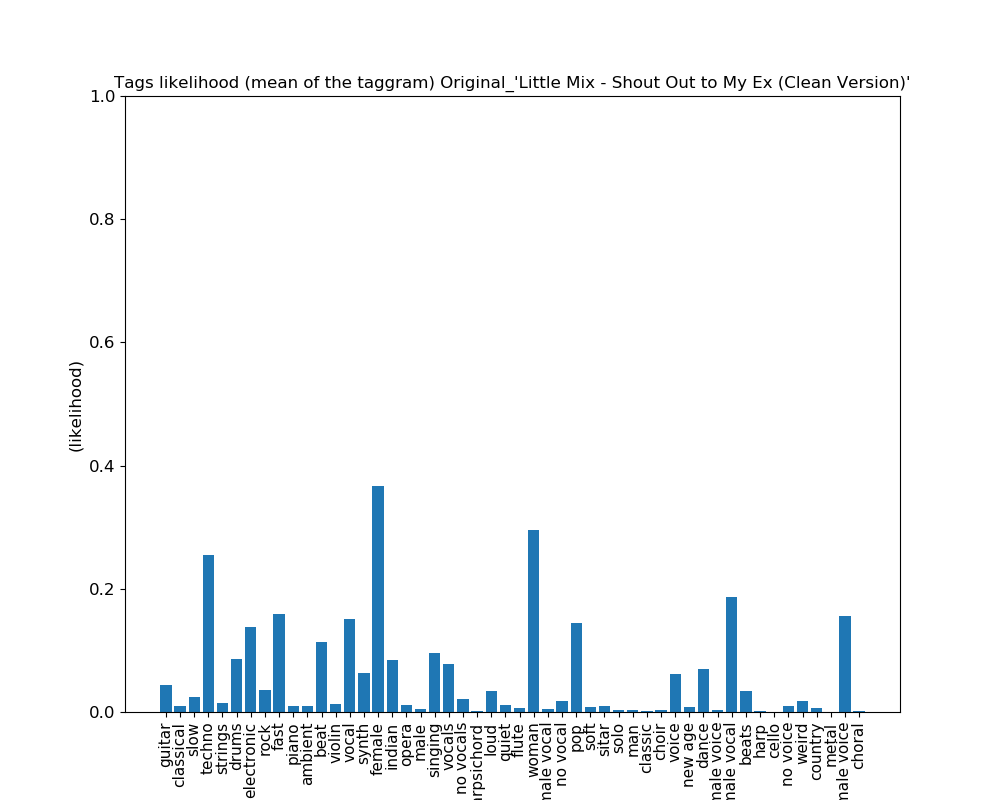 Tags likelihood (mean of the taggram) Original_'Little Mix - Shout Out to My Ex (Clean Version)'
1.0
0.8
0.6
0.4
0.2
0.0
(likelihood)
guitar
classical
slow
techno
strings
drums
electronic
rock
fast
piano
ambient
beat
violin
vocal
synth
female
indian
opera
male
singing
vocals
no vocals
arpsichord
loud
quiet
flute
woman
male vocal
no vocal
pop
soft
sitar
solo
man
classic
choir
voice
new age
dance
male voice
male vocal
beats
harp
cello
no voice
weird
country
metal
male voice
choral